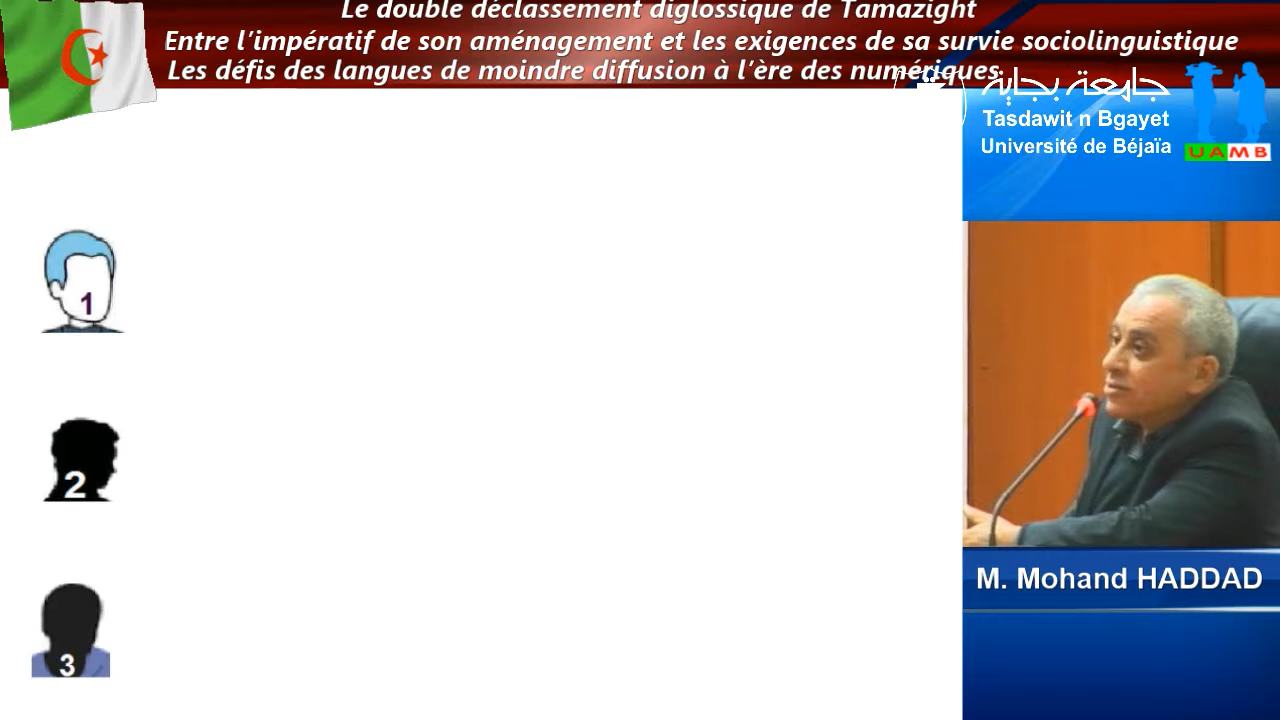 Le double déclassement diglossique de Tamazight
Entre l'impératif de son aménagement et les exigences de sa survie sociolinguistique
Les défis des langues de moindre diffusion à l'ère des numériques
جامعة بجاية
Tasdawit n Bgayet
Université de Béjaïa
UAMB
1
2
3
M. Mohand HADDAD